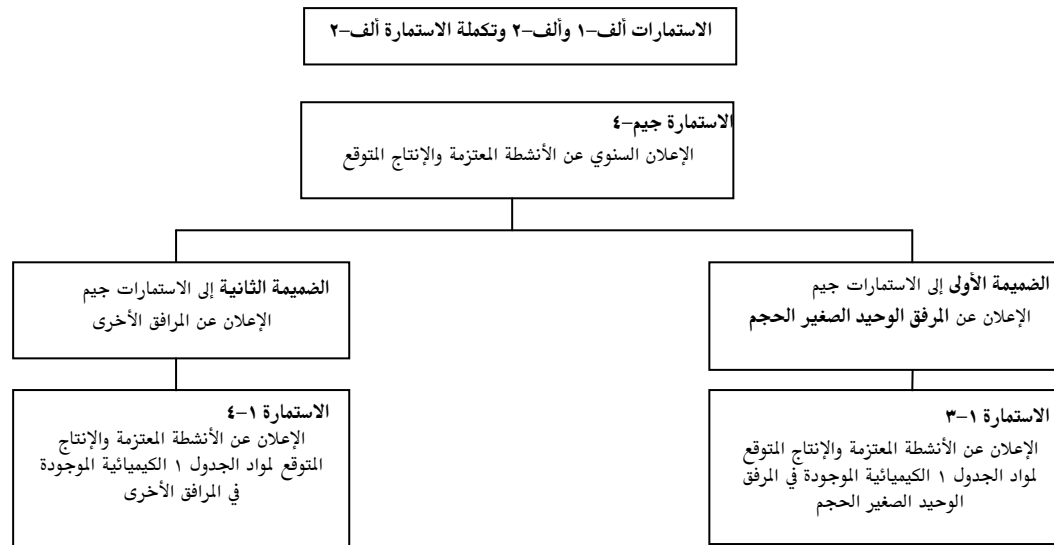 الاستمارات ألف-١ وألف-٢ وتكملة الاستمارة ألف-٢
الاستمارة جيم-٤
الإعلان السنوي عن الأنشطة المعتزمة والإنتاج المتوقع
الضميمة الأولى إلى الاستمارات جيم
الإعلان عن المرفق الوحيد الصغير الحجم
الاستمارة ١-٣
الإعلان عن الأنشطة المعتزمة والإنتاج المتوقع
لمواد الجدول ١ الكيميائية الموجودة في المرفق
الوحيد الصغير الحجم
الضميمة الثانية إلى الاستمارات جيم
الإعلان عن المرافق الأخرى
الاستمارة ١-٤
الإعلان عن الأنشطة المعتزمة والإنتاج
المتوقع لمواد الجدول ١ الكيميائية الموجودة
في المرافق الأخرى